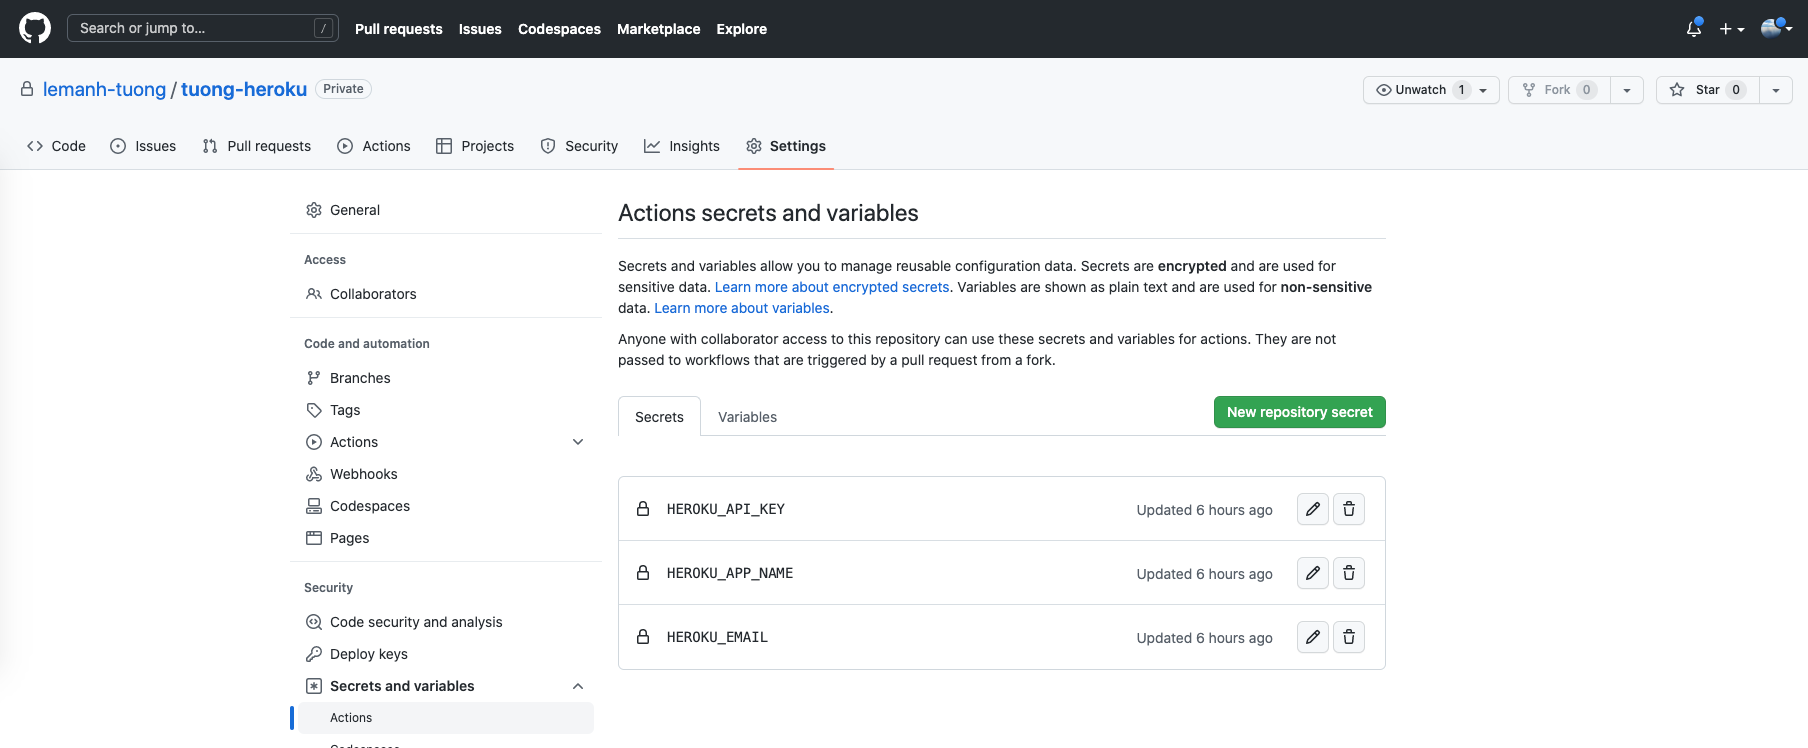 Search or jump to... /
Pull requests Issues Codespaces Marketplace Explore
lemanh-tuong / tuong-heroku Private
Unwatch 1 Fork 0 Star 0
Code Issues Pull requests Actions Projects Security Insights Settings
General
Access
Collaborators
Code and automation
Branches
Tags
Actions
Webhooks
Codespaces
Pages
Security
Code security and analysis
Deploy keys
Secrets and variables
Actions
Codespaces
Actions secrets and variables
Secrets and variables allow you to manage reusable configuration data. Secrets are encrypted and are used for
sensitive data. Learn more about encrypted secrets. Variables are shown as plain text and are used for non-sensitive
data. Learn more about variables.
Anyone with collaborator access to this repository can use these secrets and variables for actions. They are not
passed to workflows that are triggered by a pull request from a fork.
Secrets Variables New repository secret
HEROKU_API_KEY Updated 6 hours ago
HEROKU_APP_NAME Updated 6 hours ago
HEROKU_EMAIL Updated 6 hours ago